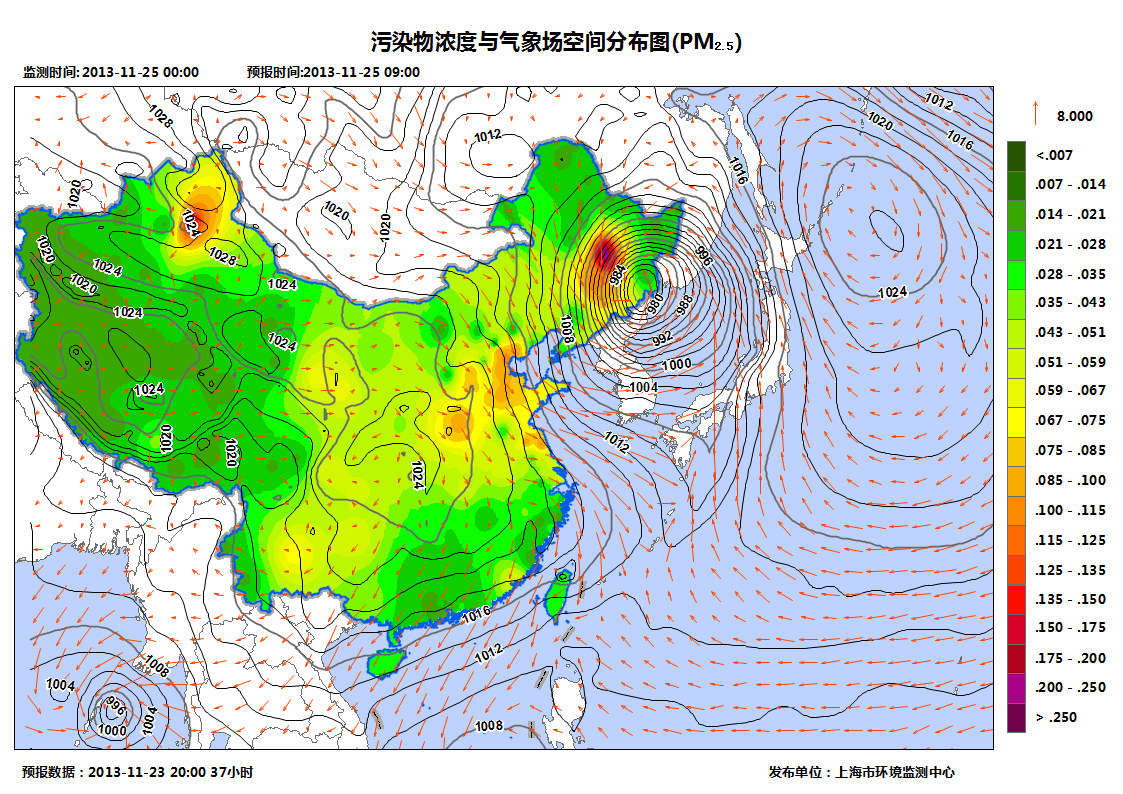 污染物浓度与气象场空间分布图(PM2.5)
监测时间: 2013-11-25 00:00 预报时间:2013-11-25 09:00
8.000
<.007
.007 - .014
.014 - .021
.021 - .028
.028 - .035
.035 - .043
.043 - .051
.051 - .059
.059 - .067
.067 - .075
.075 - .085
.085 - .100
.100 - .115
.115 - .125
.125 - .135
.135 - .150
.150 - .175
.175 - .200
.200 - .250
> .250
1028
1012
1012
1020
1016
1016
1020
1020
1020
1024
1020
1028
996
1024
1020
1024
984
1024
980
988
1024
1008
1024
992
1000
1024
1004
1020
1020
1012
1024
1016
1012
1008
1004
996
1004
1000
1008
预报数据：2013-11-23 20:00 37小时
发布单位：上海市环境监测中心